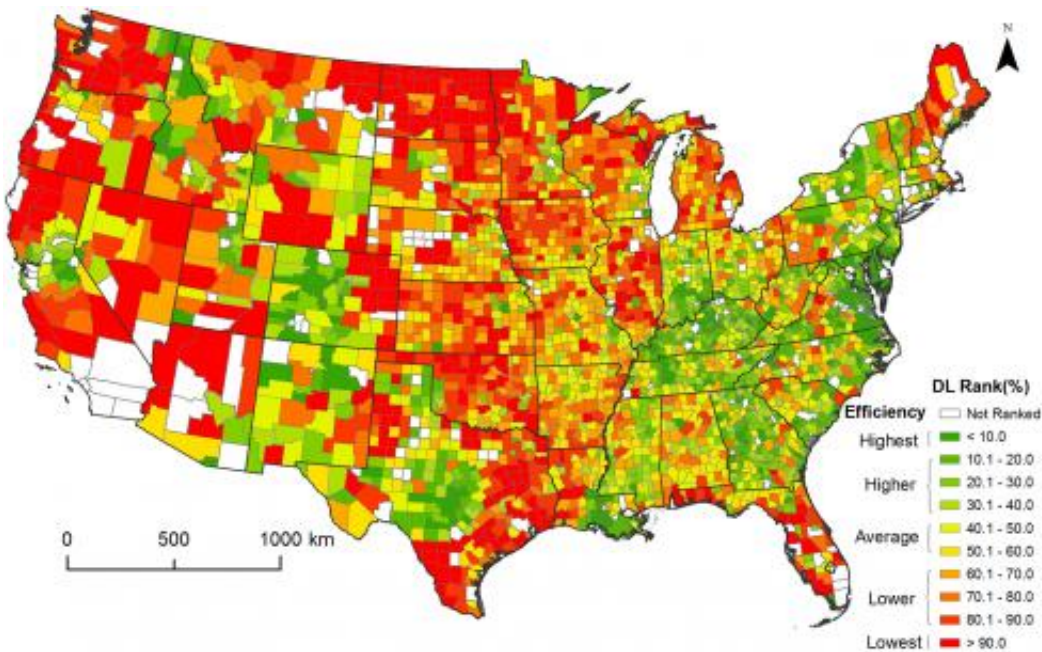 N
DL Rank(%)
Efficiency Not Ranked
Highest < 10.0
10.1 - 20.0
Higher 20.1 - 30.0
30.1 - 40.0
Average 40.1 - 50.0
50.1 - 60.0
60.1 - 70.0
Lower 70.1 - 80.0
80.1 - 90.0
Lowest > 90.0
0 500 1000 km